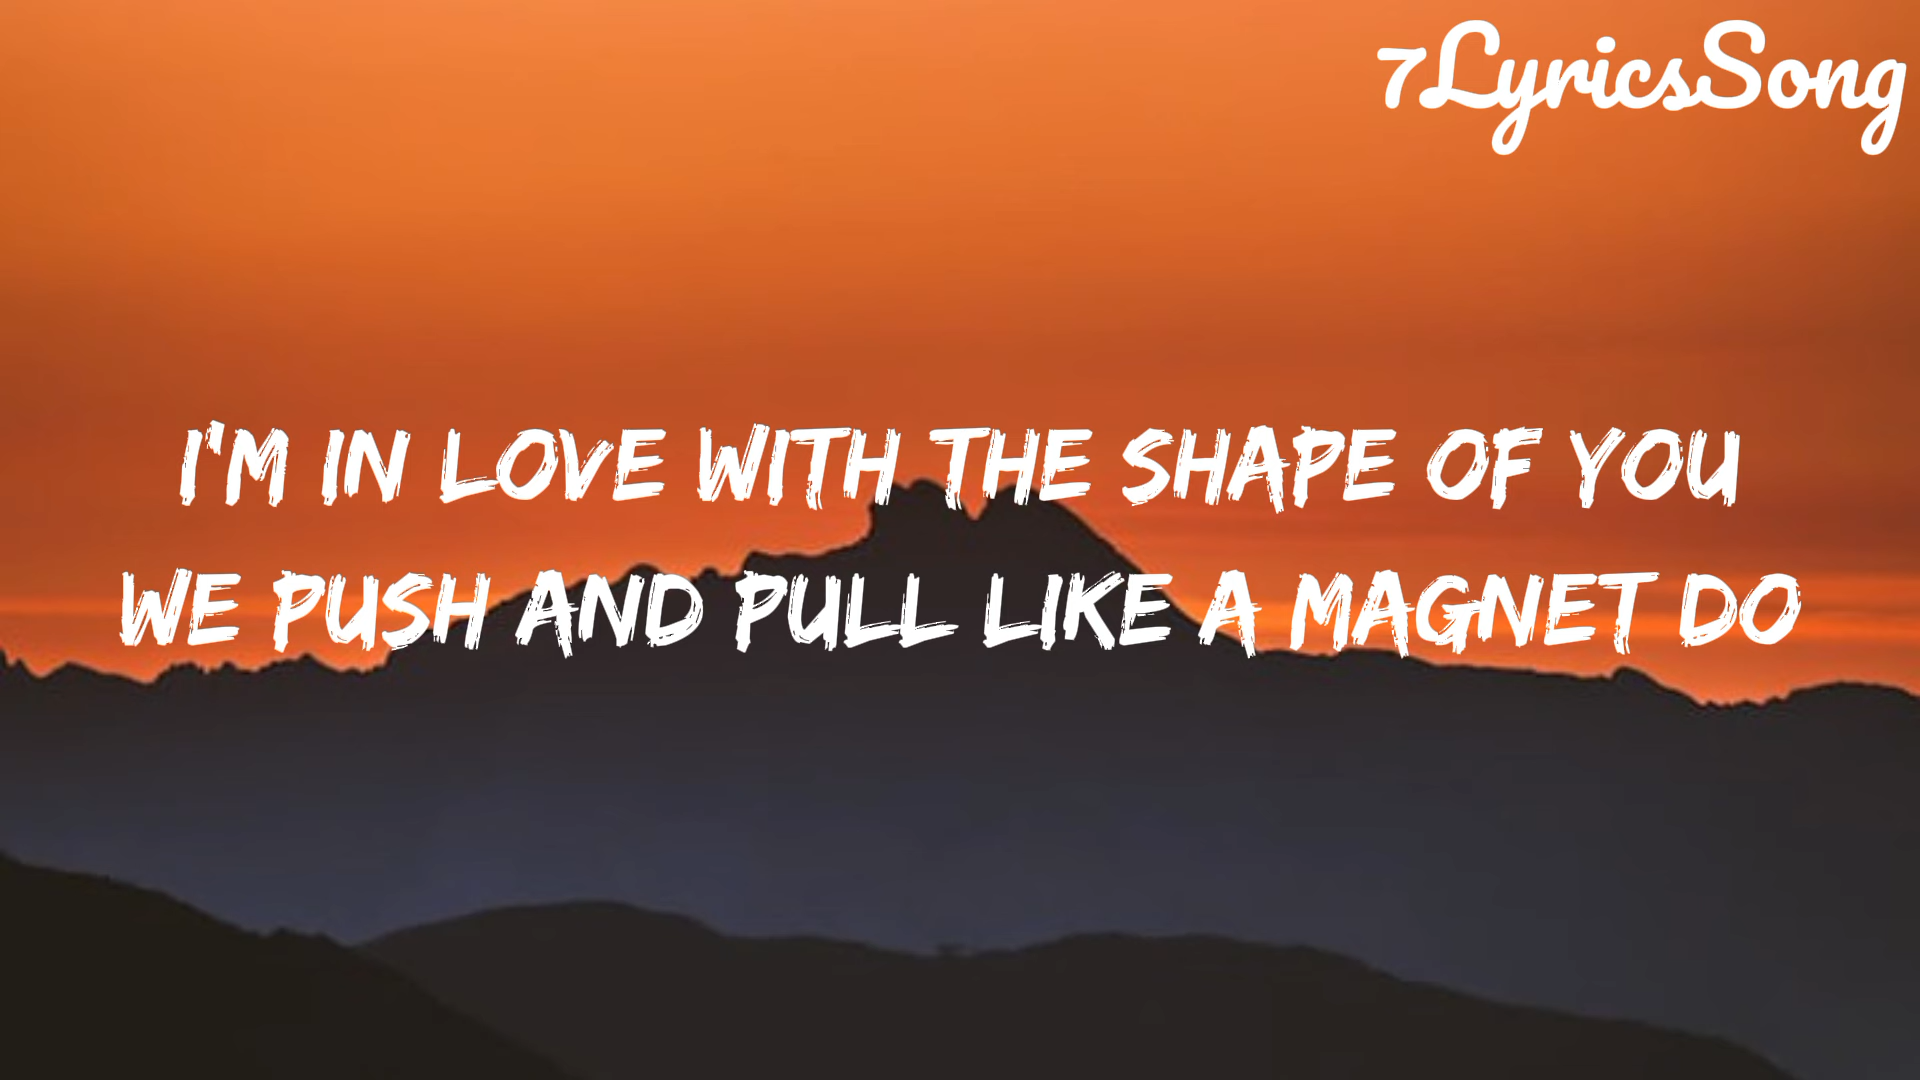 7LyricsSong
I'M IN LOVE WITH THE SHAPE OF YOU
WE PUSH AND PULL LIKE A MAGNET DO